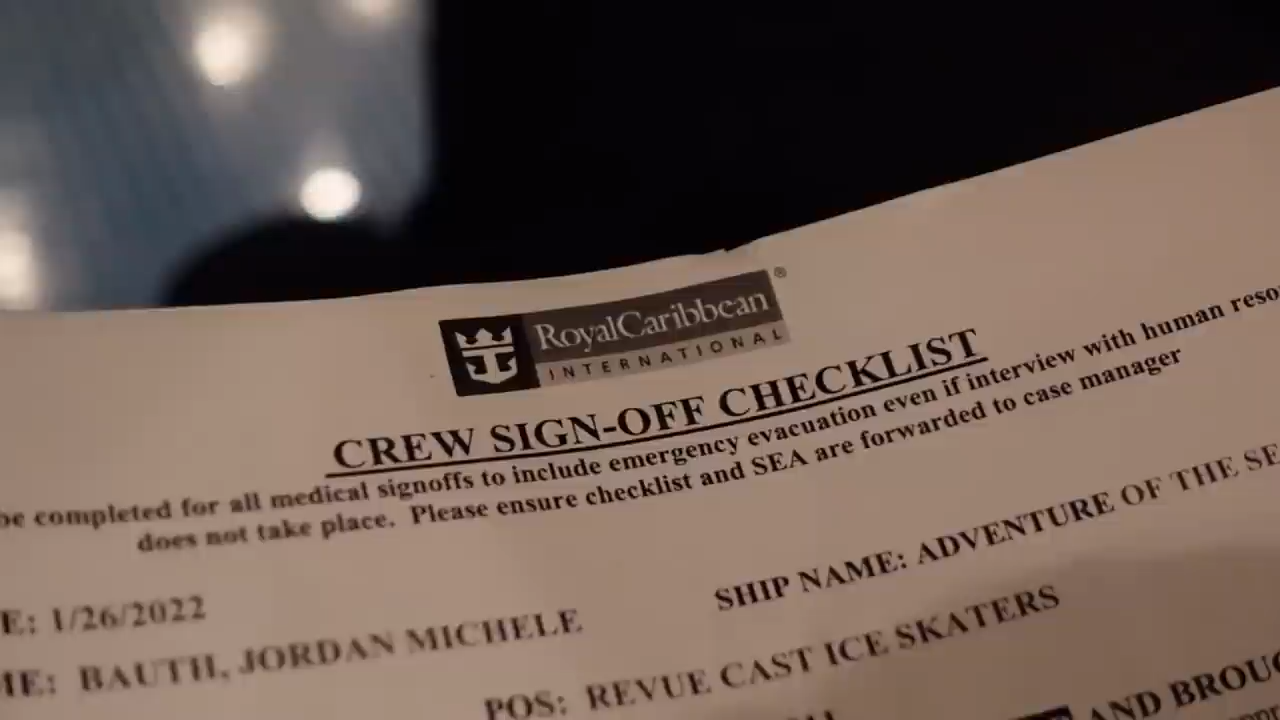 RoyalCaribbean®
INTERNATIONAL
CREW SIGN-OFF CHECKLIST
be completed for all medical signoffs to include emergency evacuation even if interview with human reso
does not take place. Please ensure checklist and SEA are forwarded to case manager
E: 1/26/2022
SHIP NAME: ADVENTURE OF THE SE
ME: BAUTH, JORDAN MICHELE
POS: REVUE CAST ICE SKATERS
AND BROUG